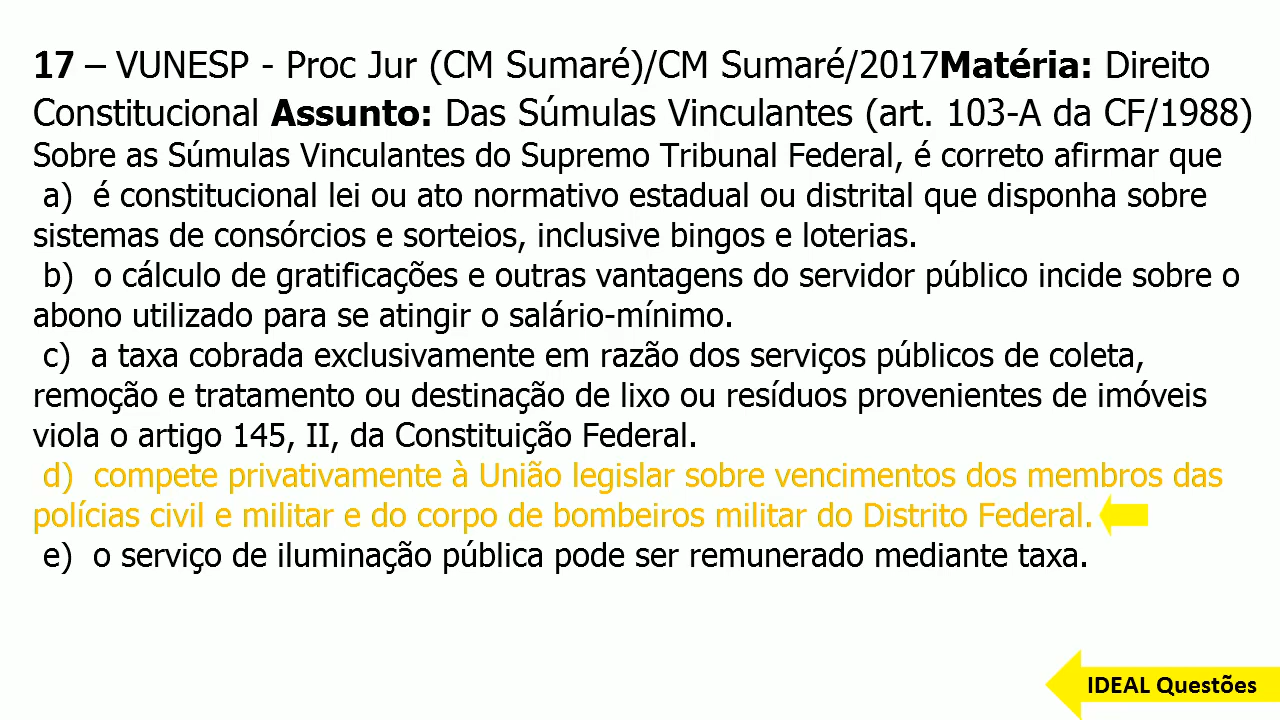 17 – VUNESP - Proc Jur (CM Sumaré)/CM Sumaré/2017Matéria: Direito
Constitucional Assunto: Das Súmulas Vinculantes (art. 103-A da CF/1988)
Sobre as Súmulas Vinculantes do Supremo Tribunal Federal, é correto afirmar que
a) é constitucional lei ou ato normativo estadual ou distrital que disponha sobre
sistemas de consórcios e sorteios, inclusive bingos e loterias.
b) o cálculo de gratificações e outras vantagens do servidor público incide sobre o
abono utilizado para se atingir o salário-mínimo.
c) a taxa cobrada exclusivamente em razão dos serviços públicos de coleta,
remoção e tratamento ou destinação de lixo ou resíduos provenientes de imóveis
viola o artigo 145, II, da Constituição Federal.
d) compete privativamente à União legislar sobre vencimentos dos membros das
polícias civil e militar e do corpo de bombeiros militar do Distrito Federal.
e) o serviço de iluminação pública pode ser remunerado mediante taxa.
IDEAL Questões